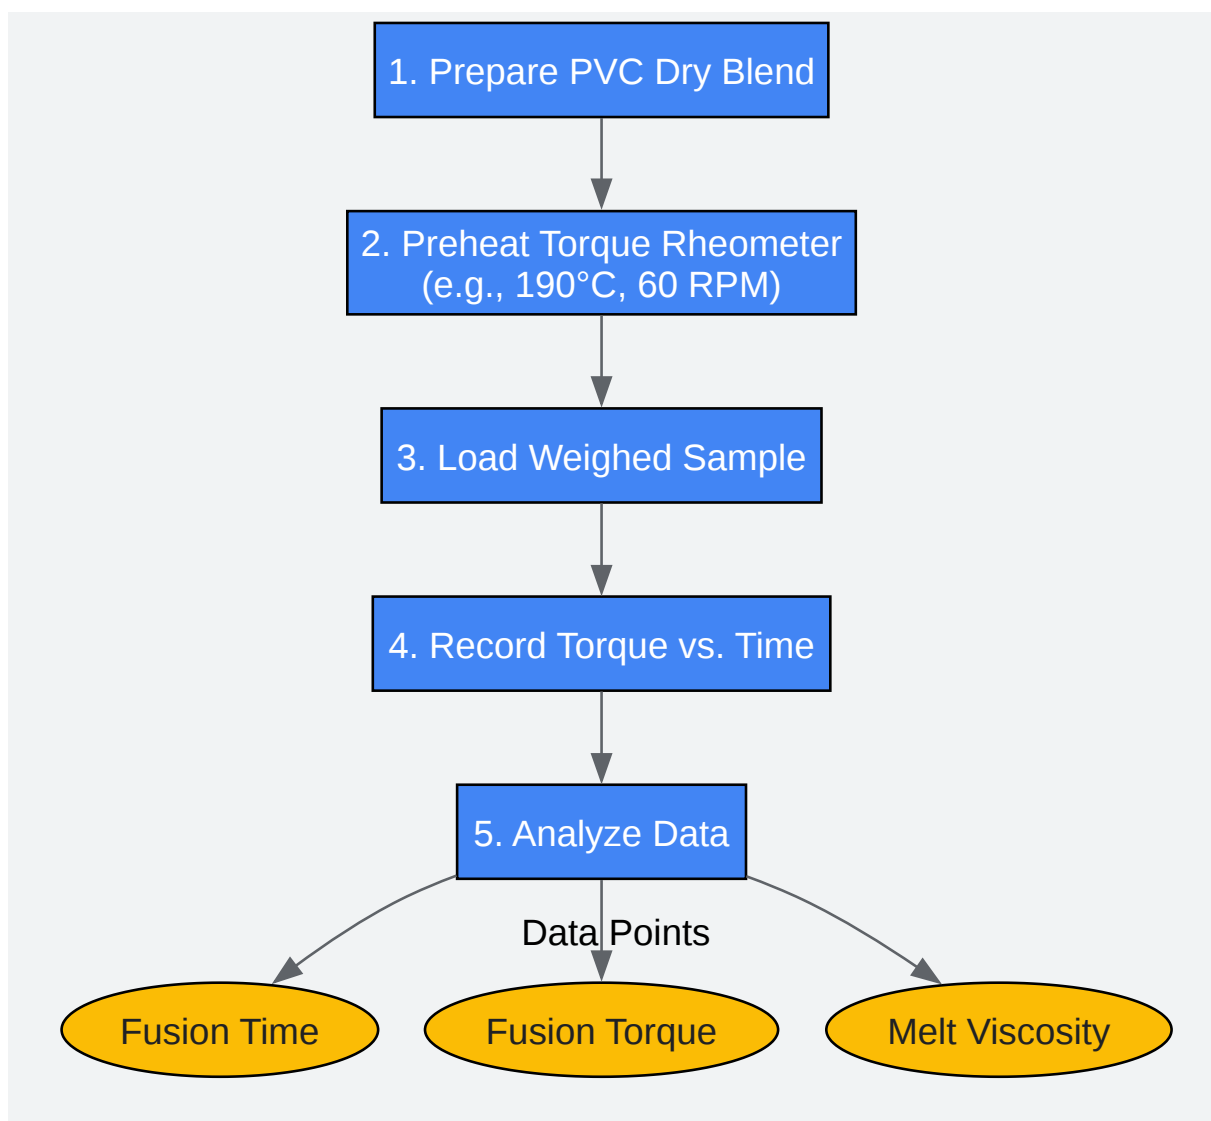 1. Prepare PVC Dry Blend
2. Preheat Torque Rheometer
(e.g., 190°C, 60 RPM)
3. Load Weighed Sample
4. Record Torque vs. Time
5. Analyze Data
Data Points
Fusion Time
Fusion Torque
Melt Viscosity